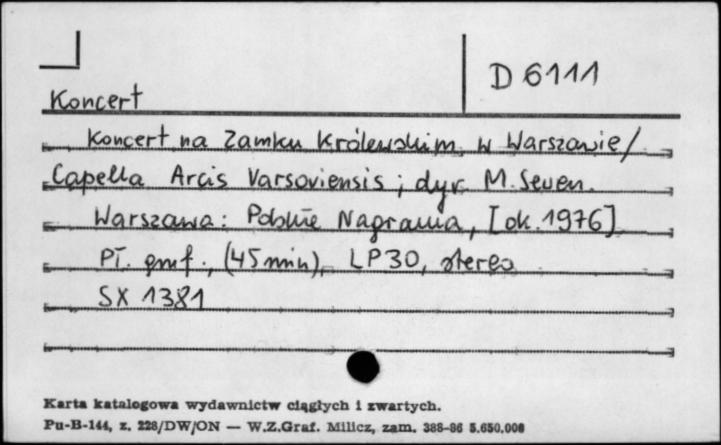 D 6111
Koncert
Koncert na Zamku Królewskim w Warszawie /
Capella Arcis Varsoviensis ; dyr. M. Sewen.
Warszawa : Polskie Nagrania, [ok. 1976]
Pł. gmf., (45 min), LP30, stereo
SX 1381
Karta katalogowa wydawnictw ciągłych i zwartych.
Pu-B-144, z. 228/DW/ON — W.Z.Graf. Milicz, zam. 388-86 5.650.000